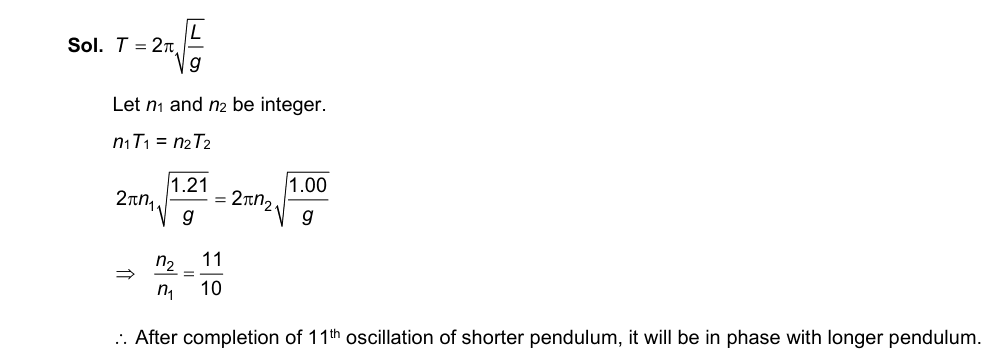 Sol. T = 2π√(L/g)
Let n₁ and n₂ be integer.
n₁T₁ = n₂T₂
2πn₁√(1.21/g) = 2πn₂√(1.00/g)
⇒ n₂/n₁ = 11/10
∴ After completion of 11ᵗʰ oscillation of shorter pendulum, it will be in phase with longer pendulum.